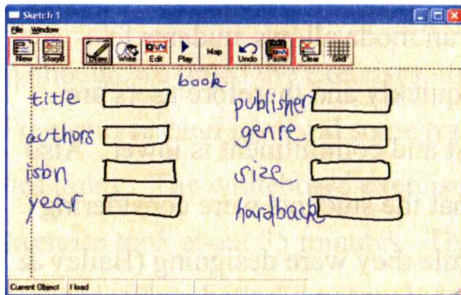 Sketch 1
File Window
New StoryB Draw Write Edit Play Map Undo Paste Clear Grid
book
title publisher
authors genre
isbn size
year hardback
Current Object load